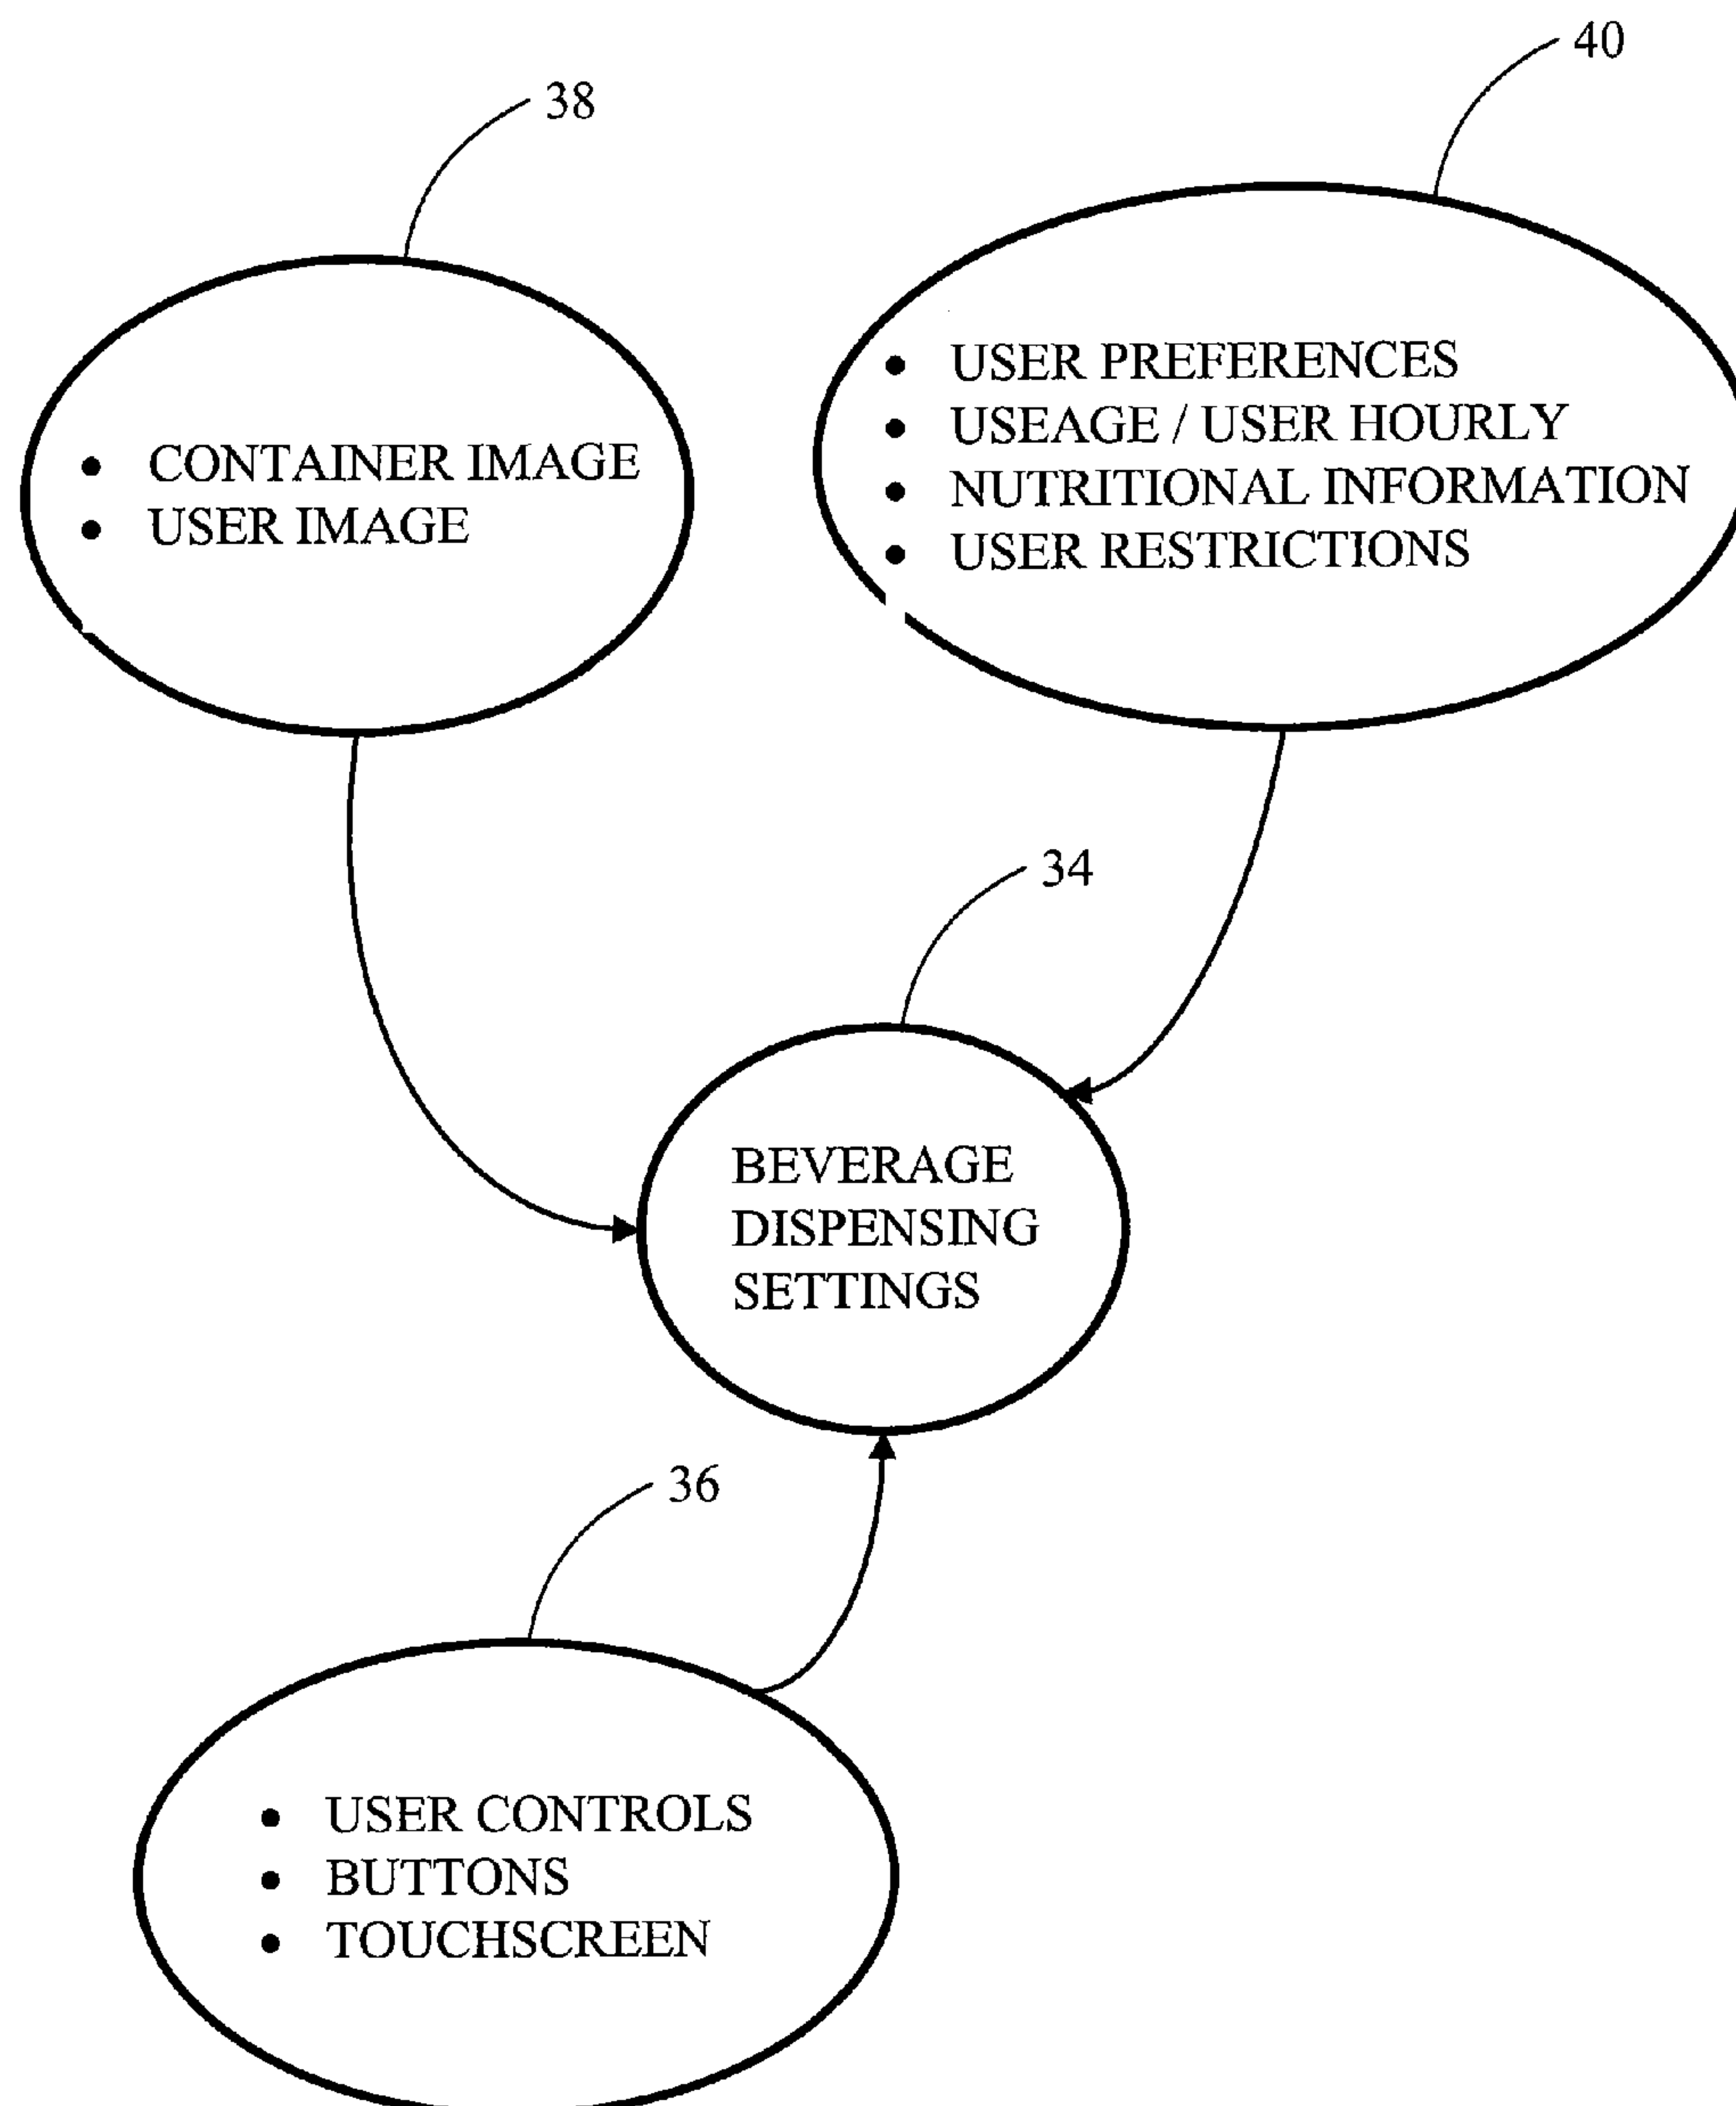 40
38
• USER PREFERENCES
• USEAGE / USER HOURLY
• NUTRITIONAL INFORMATION
• USER RESTRICTIONS
• CONTAINER IMAGE
• USER IMAGE
34
BEVERAGE
DISPENSING
SETTINGS
36
• USER CONTROLS
• BUTTONS
• TOUCHSCREEN